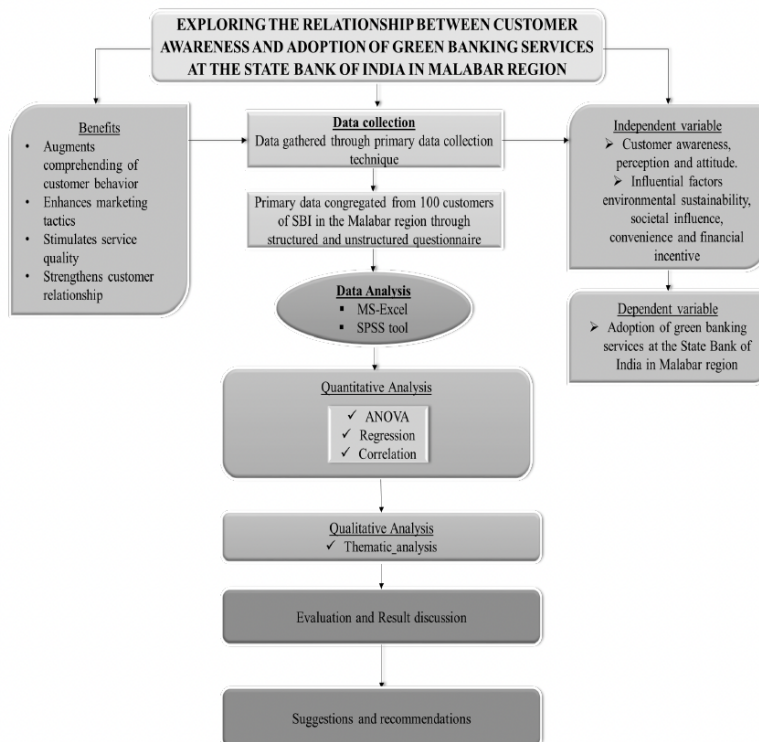 EXPLORING THE RELATIONSHIP BETWEEN CUSTOMER
AWARENESS AND ADOPTION OF GREEN BANKING SERVICES
AT THE STATE BANK OF INDIA IN MALABAR REGION
Benefits
• Augments
comprehending of
customer behavior
• Enhances marketing
tactics
• Stimulates service
quality
• Strengthens customer
relationship
Data collection
Data gathered through primary data collection
technique
Primary data congregated from 100 customers
of SBI in the Malabar region through
structured and unstructured questionnaire
Data Analysis
▪ MS-Excel
▪ SPSS tool
Quantitative Analysis
✓ ANOVA
✓ Regression
✓ Correlation
Qualitative Analysis
✓ Thematic_analysis
Evaluation and Result discussion
Suggestions and recommendations
Independent variable
➢ Customer awareness,
perception and attitude.
➢ Influential factors
environmental sustainability,
societal influence,
convenience and financial
incentive
Dependent variable
➢ Adoption of green banking
services at the State Bank of
India in Malabar region